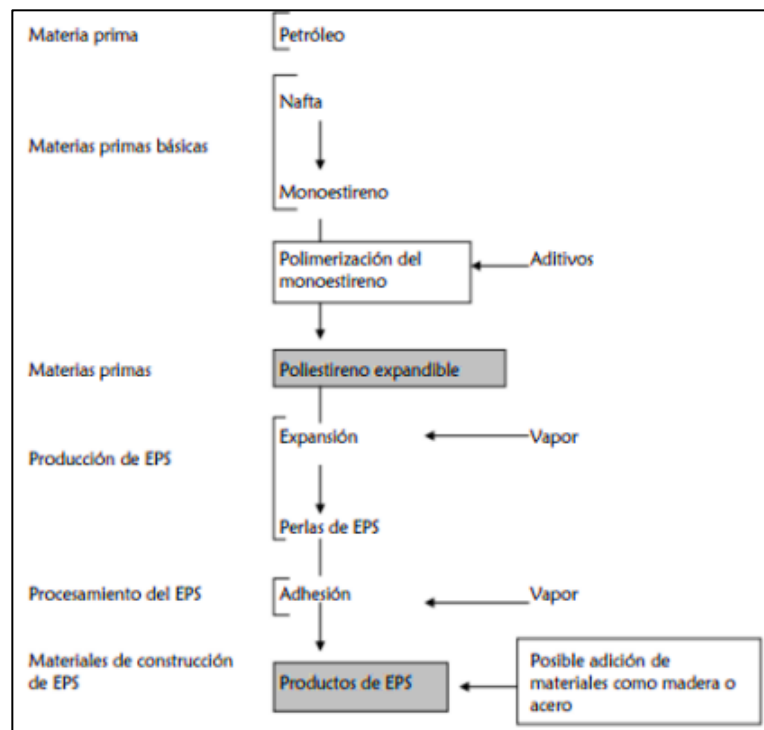 Materia prima
Petróleo
Nafta
Materias primas básicas
Monoestireno
Polimerización del
monoestireno
Aditivos
Materias primas
Poliestireno expandible
Expansión
Vapor
Producción de EPS
Perlas de EPS
Procesamiento del EPS
Adhesión
Vapor
Materiales de construcción
de EPS
Productos de EPS
Posible adición de
materiales como madera o
acero